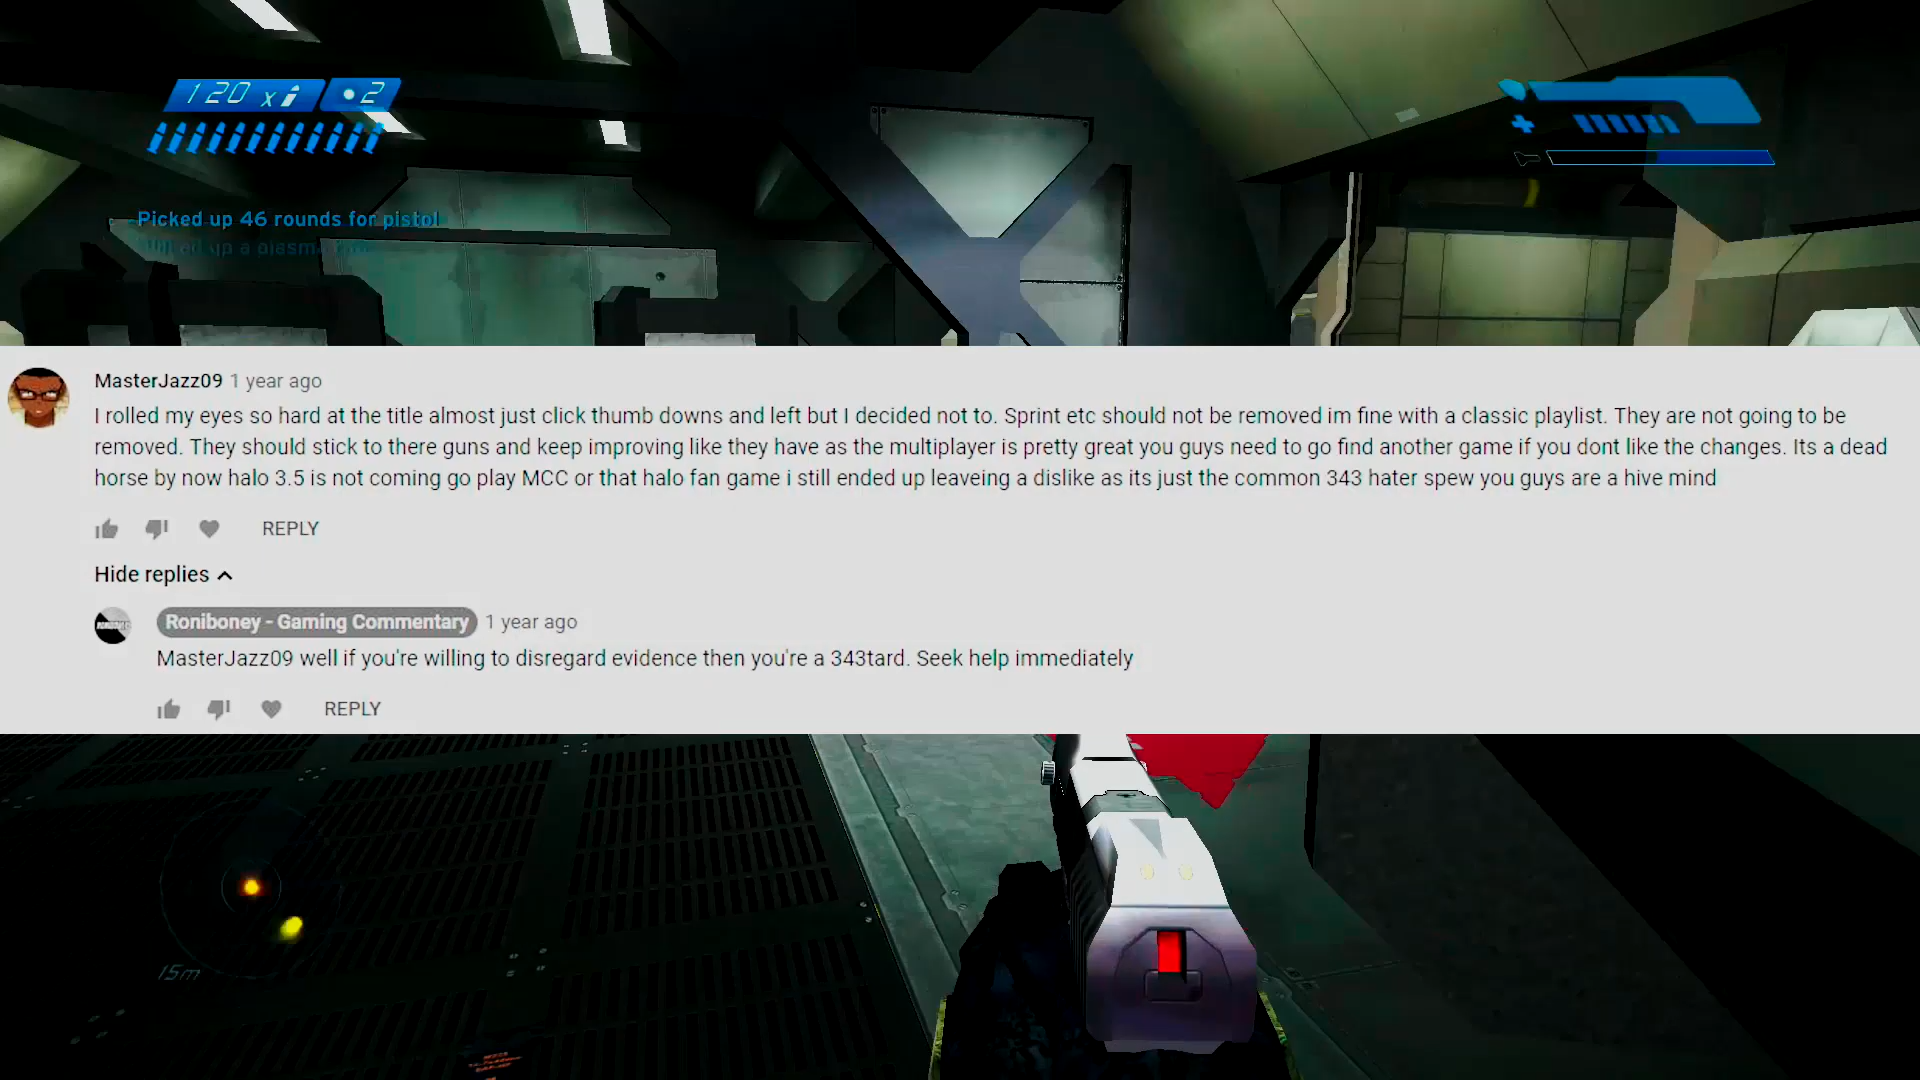 120 x 2
Picked up 46 rounds for pistol
up a plasma
MasterJazz09 1 year ago
I rolled my eyes so hard at the title almost just click thumb downs and left but I decided not to. Sprint etc should not be removed im fine with a classic playlist. They are not going to be
removed. They should stick to there guns and keep improving like they have as the multiplayer is pretty great you guys need to go find another game if you dont like the changes. Its a dead
horse by now halo 3.5 is not coming go play MCC or that halo fan game i still ended up leaveing a dislike as its just the common 343 hater spew you guys are a hive mind
REPLY
Hide replies
Roniboney - Gaming Commentary 1 year ago
MasterJazz09 well if you're willing to disregard evidence then you're a 343tard. Seek help immediately
REPLY
15m